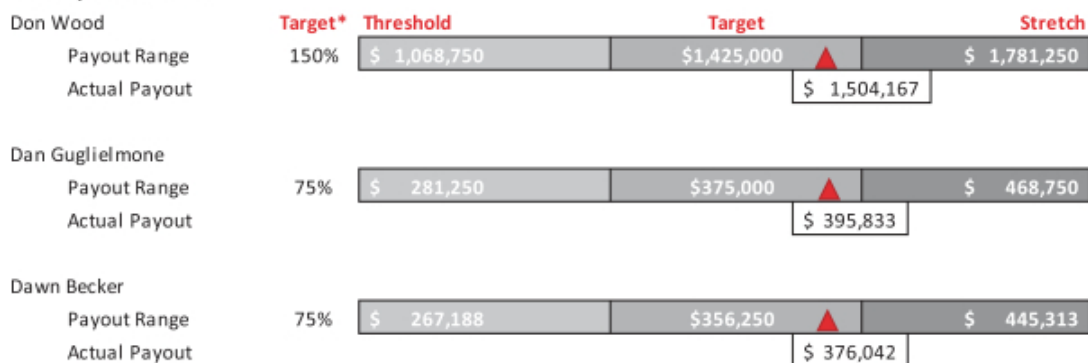 Don Wood Target* Threshold Target Stretch
Payout Range 150% $ 1,068,750 $1,425,000 $ 1,781,250
Actual Payout $ 1,504,167
Dan Guglielmone
Payout Range 75% $ 281,250 $375,000 $ 468,750
Actual Payout $ 395,833
Dawn Becker
Payout Range 75% $ 267,188 $356,250 $ 445,313
Actual Payout $ 376,042